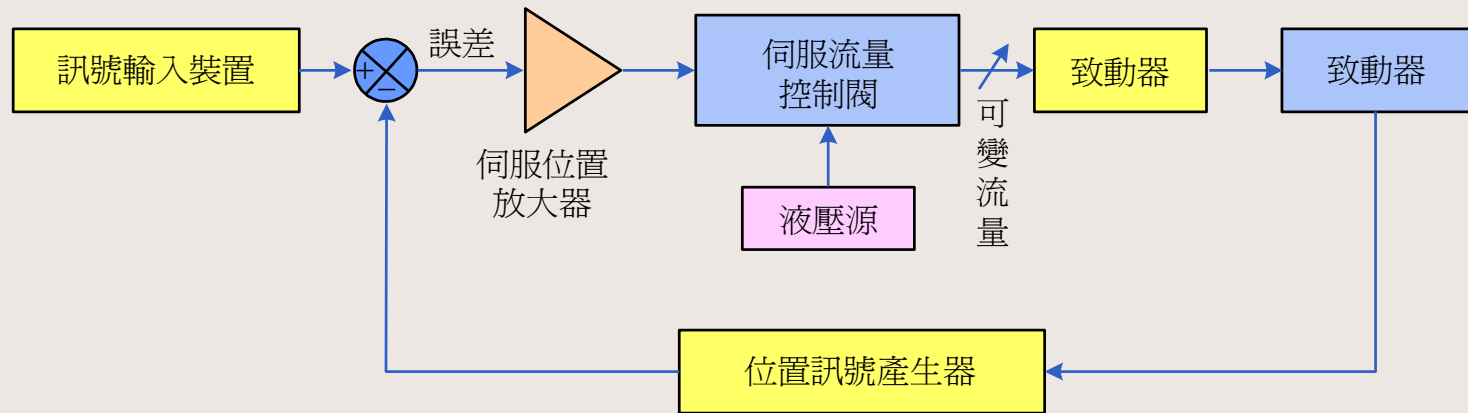 訊號輸入裝置
+
−
誤差
伺服位置
放大器
伺服流量
控制閥
液壓源
可
變
流
量
致動器
致動器
位置訊號產生器